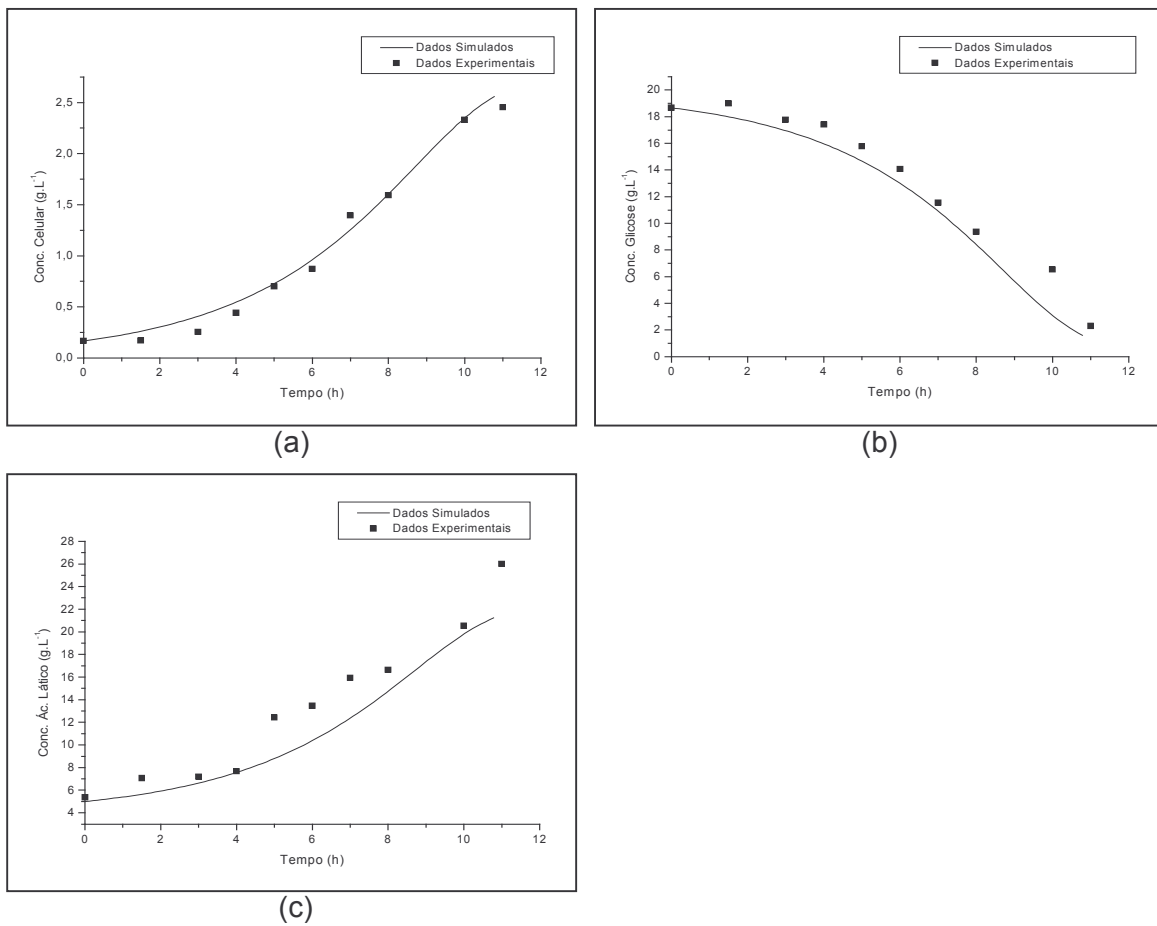 Dados Simulados
Dados Experimentais
2,5
2,0
1,5
1,0
0,5
0,0
Conc. Celular (g.L⁻¹)
0 2 4 6 8 10 12
Tempo (h)
(a)
Dados Simulados
Dados Experimentais
20
18
16
14
12
10
8
6
4
2
0
Conc. Glicose (g.L⁻¹)
0 2 4 6 8 10 12
Tempo (h)
(b)
Dados Simulados
Dados Experimentais
28
26
24
22
20
18
16
14
12
10
8
6
4
Conc. Ác. Lático (g.L⁻¹)
0 2 4 6 8 10 12
Tempo (h)
(c)